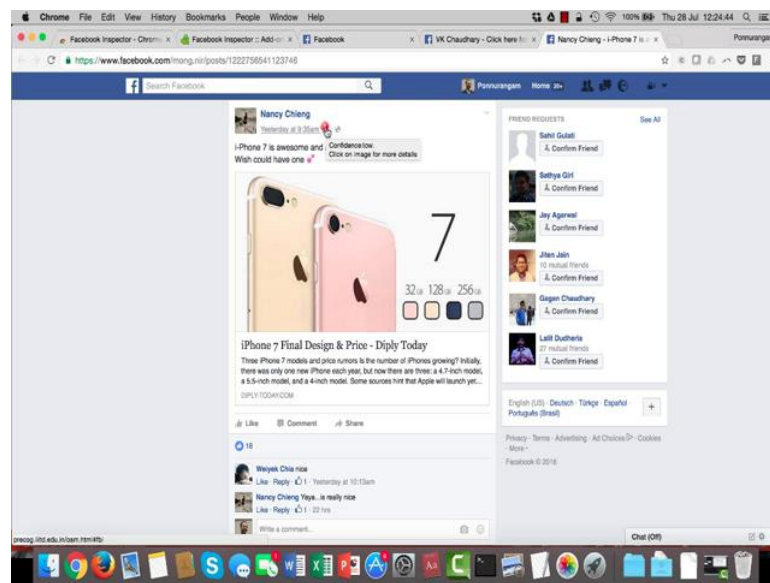 Chrome File Edit View History Bookmarks People Window Help
100% Thu 28 Jul 12:24:44
Facebook Inspector - Chrome
Facebook Inspector :: Add-on
Facebook
VK Chaudhary - Click here for
Nancy Chieng - i-Phone 7 is
Ponnurangam
https://www.facebook.com/mong.nir/posts/1222756541123746
Search Facebook
Ponnurangam Home 20+
Nancy Chieng
Yesterday at 9:35am
i-Phone 7 is awesome and
Wish could have one
Confidence:low.
Click on image for more details
7
32 GB 128 GB 256 GB
iPhone 7 Final Design & Price - Diply Today
Three iPhone 7 models and price rumors Is the number of iPhones growing? Initially,
there was only one new iPhone each year, but now there are three: a 4.7-inch model,
a 5.5-inch model, and a 4-inch model. Some sources hint that Apple will launch yet...
DIPLY-TODAY.COM
Like Comment Share
18
Weiyek Chia nice
Like · Reply · 1 · Yesterday at 10:13am
Nancy Chieng Yaya...is really nice
Like · Reply · 1 · 22 hrs
Write a comment...
FRIEND REQUESTS See All
Sahil Gulati
Confirm Friend
Sathya Girl
Confirm Friend
Jay Agarwal
Confirm Friend
Jiten Jain
10 mutual friends
Confirm Friend
Gagan Chaudhary
Confirm Friend
Lalit Dudheria
27 mutual friends
Confirm Friend
English (US) · Deutsch · Türkçe · Español ·
Português (Brasil)
Privacy · Terms · Advertising · Ad Choices · Cookies
· More
Facebook © 2016
Chat (Off)
precog.iiitd.edu.in/osm.html#fbi